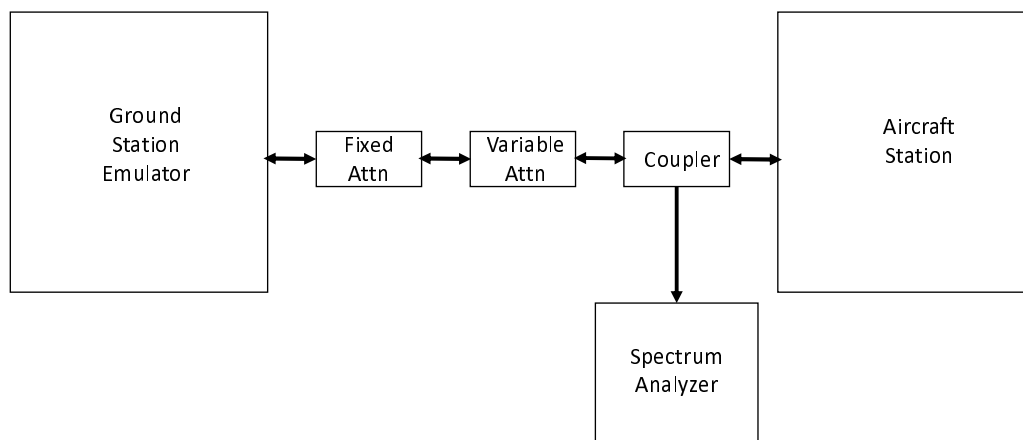 Ground
Station
Emulator
Fixed
Attn
Variable
Attn
Coupler
Aircraft
Station
Spectrum
Analyzer